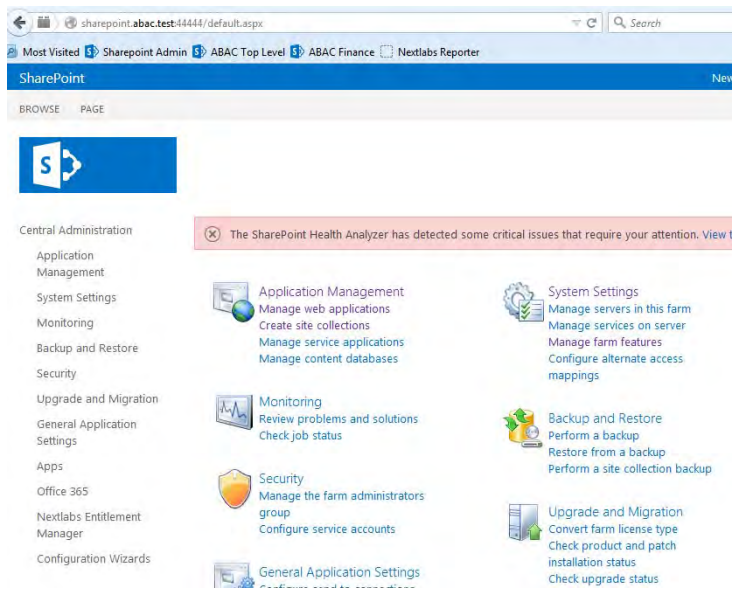 sharepoint.abac.test:44444/default.aspx
Search
Most Visited Sharepoint Admin ABAC Top Level ABAC Finance Nextlabs Reporter
SharePoint
New
BROWSE PAGE
S
Central Administration
Application
Management
System Settings
Monitoring
Backup and Restore
Security
Upgrade and Migration
General Application
Settings
Apps
Office 365
Nextlabs Entitlement
Manager
Configuration Wizards
The SharePoint Health Analyzer has detected some critical issues that require your attention. View t
Application Management
Manage web applications
Create site collections
Manage service applications
Manage content databases
Monitoring
Review problems and solutions
Check job status
Security
Manage the farm administrators
group
Configure service accounts
General Application Settings
Configure send to connections
System Settings
Manage servers in this farm
Manage services on server
Manage farm features
Configure alternate access
mappings
Backup and Restore
Perform a backup
Restore from a backup
Perform a site collection backup
Upgrade and Migration
Convert farm license type
Check product and patch
installation status
Check upgrade status